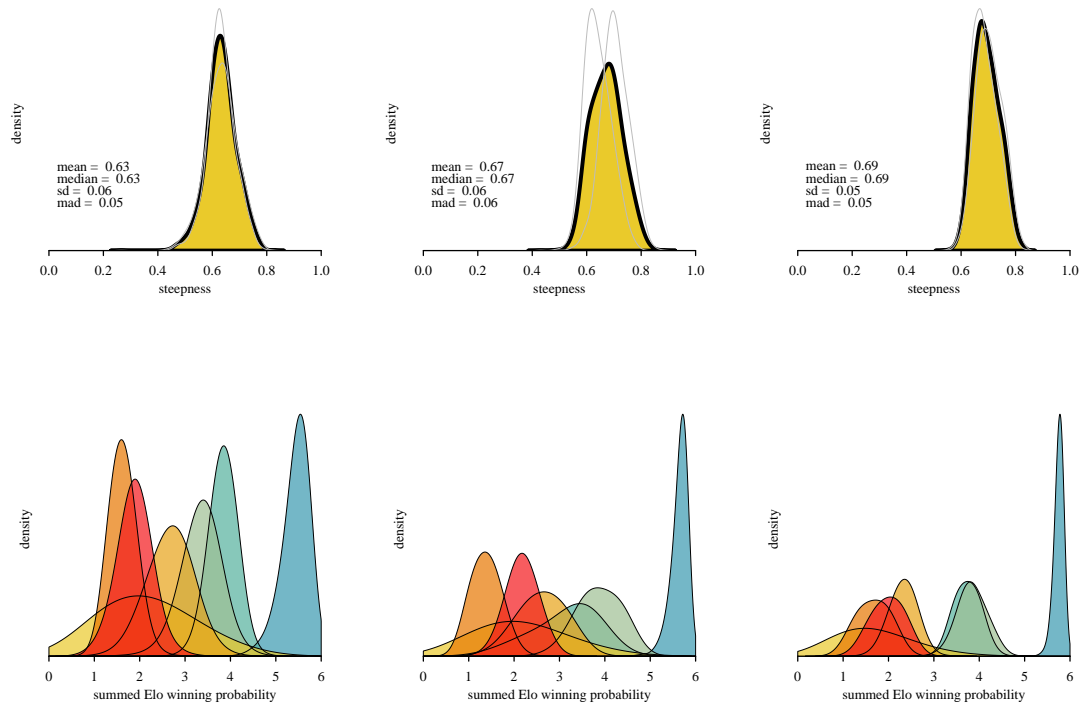 density
mean = 0.63
median = 0.63
sd = 0.06
mad = 0.05
0.0 0.2 0.4 0.6 0.8 1.0
steepness
density
mean = 0.67
median = 0.67
sd = 0.06
mad = 0.06
0.0 0.2 0.4 0.6 0.8 1.0
steepness
density
mean = 0.69
median = 0.69
sd = 0.05
mad = 0.05
0.0 0.2 0.4 0.6 0.8 1.0
steepness
density
0 1 2 3 4 5 6
summed Elo winning probability
density
0 1 2 3 4 5 6
summed Elo winning probability
density
0 1 2 3 4 5 6
summed Elo winning probability